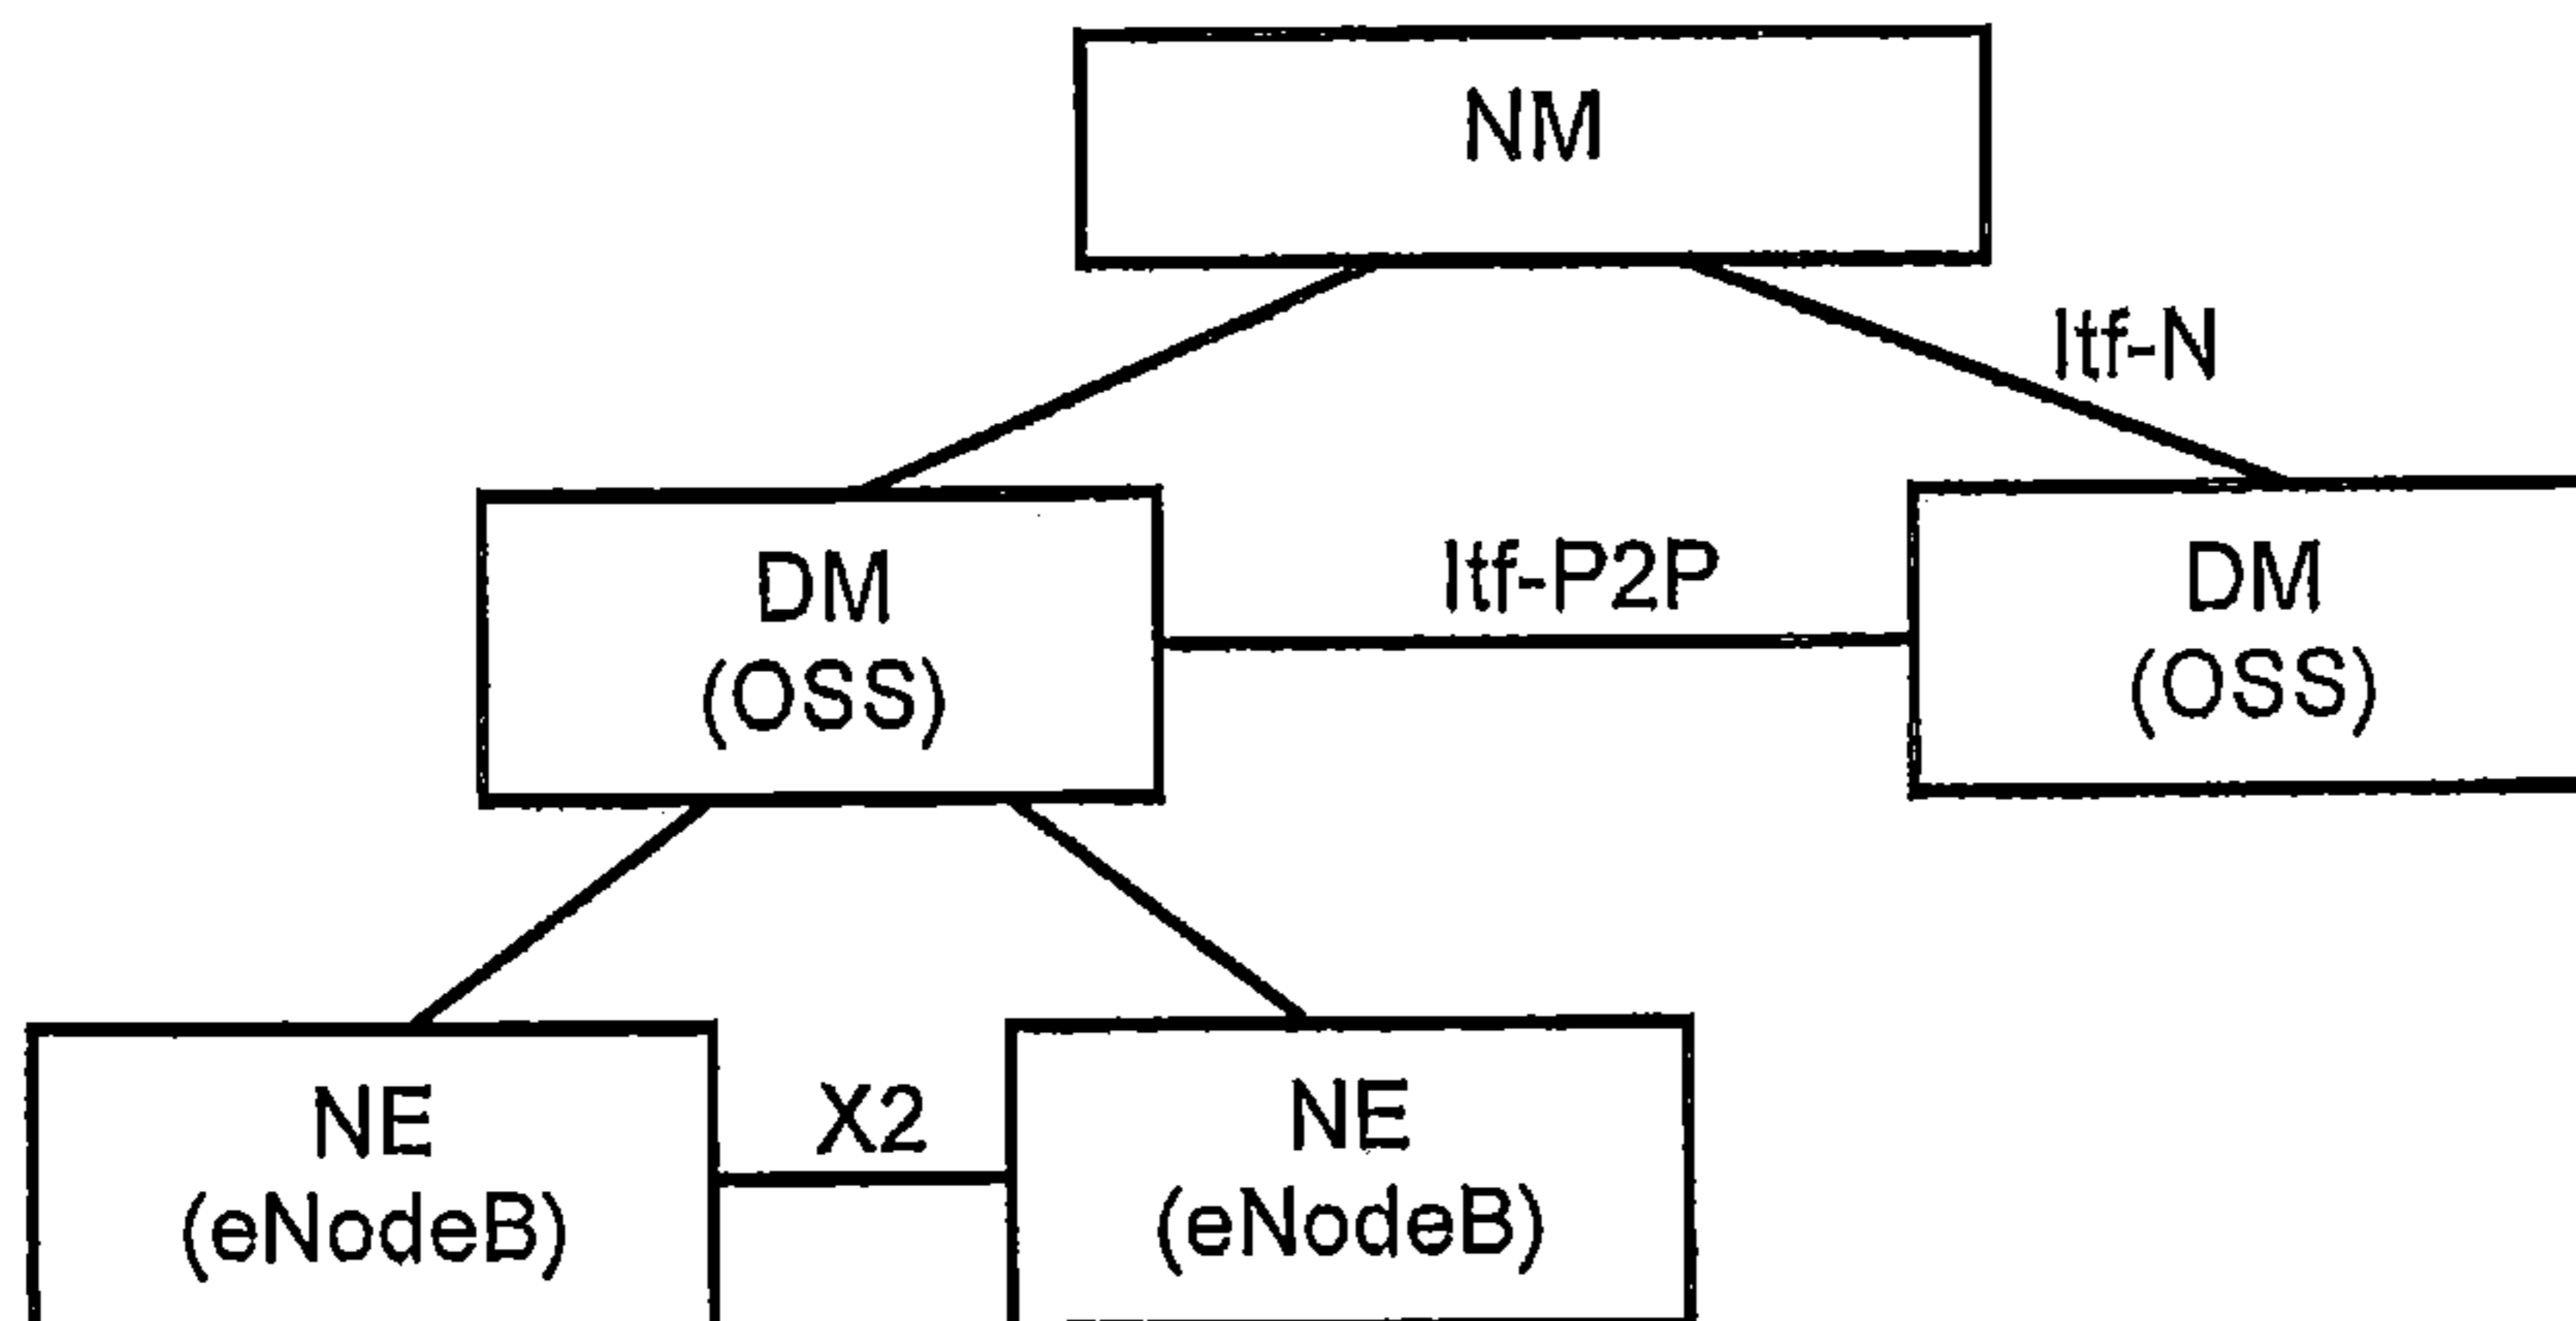 NM
Itf-N
DM
(OSS)
Itf-P2P
DM
(OSS)
NE
(eNodeB)
X2
NE
(eNodeB)